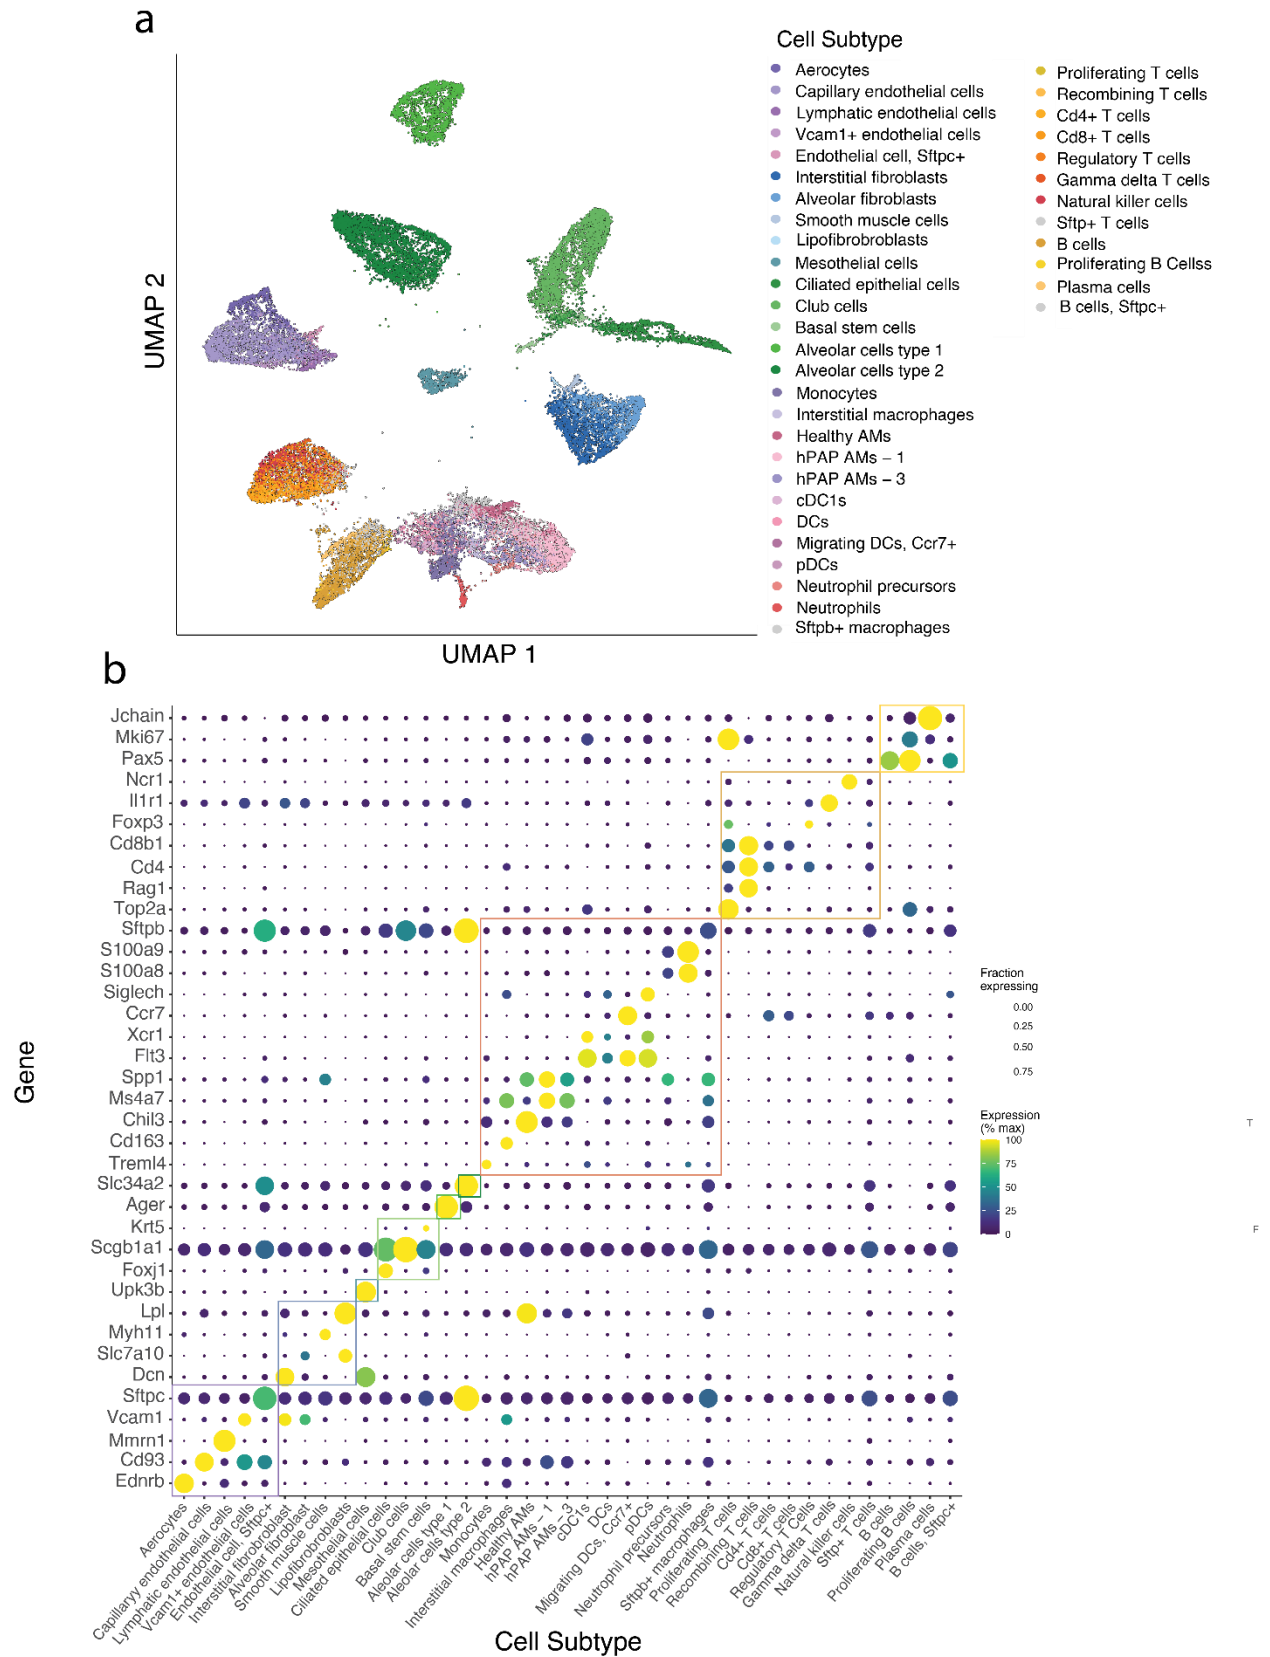 a
Cell Subtype
Aerocytes
Capillary endothelial cells
Lymphatic endothelial cells
Vcam1+ endothelial cells
Endothelial cell, Sftpc+
Interstitial fibroblasts
Alveolar fibroblasts
Smooth muscle cells
Lipofibrobroblasts
Mesothelial cells
Ciliated epithelial cells
Club cells
Basal stem cells
Alveolar cells type 1
Alveolar cells type 2
Monocytes
Interstitial macrophages
Healthy AMs
hPAP AMs – 1
hPAP AMs – 3
cDC1s
DCs
Migrating DCs, Ccr7+
pDCs
Neutrophil precursors
Neutrophils
Sftpb+ macrophages
Proliferating T cells
Recombining T cells
Cd4+ T cells
Cd8+ T cells
Regulatory T cells
Gamma delta T cells
Natural killer cells
Sftp+ T cells
B cells
Proliferating B Cellss
Plasma cells
B cells, Sftpc+
UMAP 2
UMAP 1
b
Gene
Jchain
Mki67
Pax5
Ncr1
Il1r1
Foxp3
Cd8b1
Cd4
Rag1
Top2a
Sftpb
S100a9
S100a8
Siglech
Ccr7
Xcr1
Flt3
Spp1
Ms4a7
Chil3
Cd163
Treml4
Slc34a2
Ager
Krt5
Scgb1a1
Foxj1
Upk3b
Lpl
Myh11
Slc7a10
Dcn
Sftpc
Vcam1
Mmrn1
Cd93
Ednrb
Aerocytes
Capillaryy endothelial cells
Lymphatic endothelial cells
Vcam1+ endothelial cells
Endothelial cell, Sftpc+
Interstitial fibrobroblast
Alveolar fibroblast
Smooth muscle cells
Lipofibrobroblasts
Mesothelial cells
Ciliated epithelial cells
Club cells
Basal stem cells
Aleolar cells type 1
Aleolar cells type 2
Monocytes
Interstitial macrophages
Healthy AMs
hPAP AMs – 1
hPAP AMs – 3
cDC1s
DCs
Migrating DCs, Ccr7+
pDCs
Neutrophil precursors
Neutrophils
Sftpb+ macrophages
Proliferating T cells
Recombining T cells
Cd4+ T cells
Cd8+ T cells
Regulatory T cells
Gamma delta T cells
Natural killer cells
Sftp+ T cells
B cells
Proliferating B cells
Plasma cells
B cells, Sftpc+
Cell Subtype
Fraction
expressing
0.00
0.25
0.50
0.75
Expression
(% max)
100
75
50
25
0
T
F